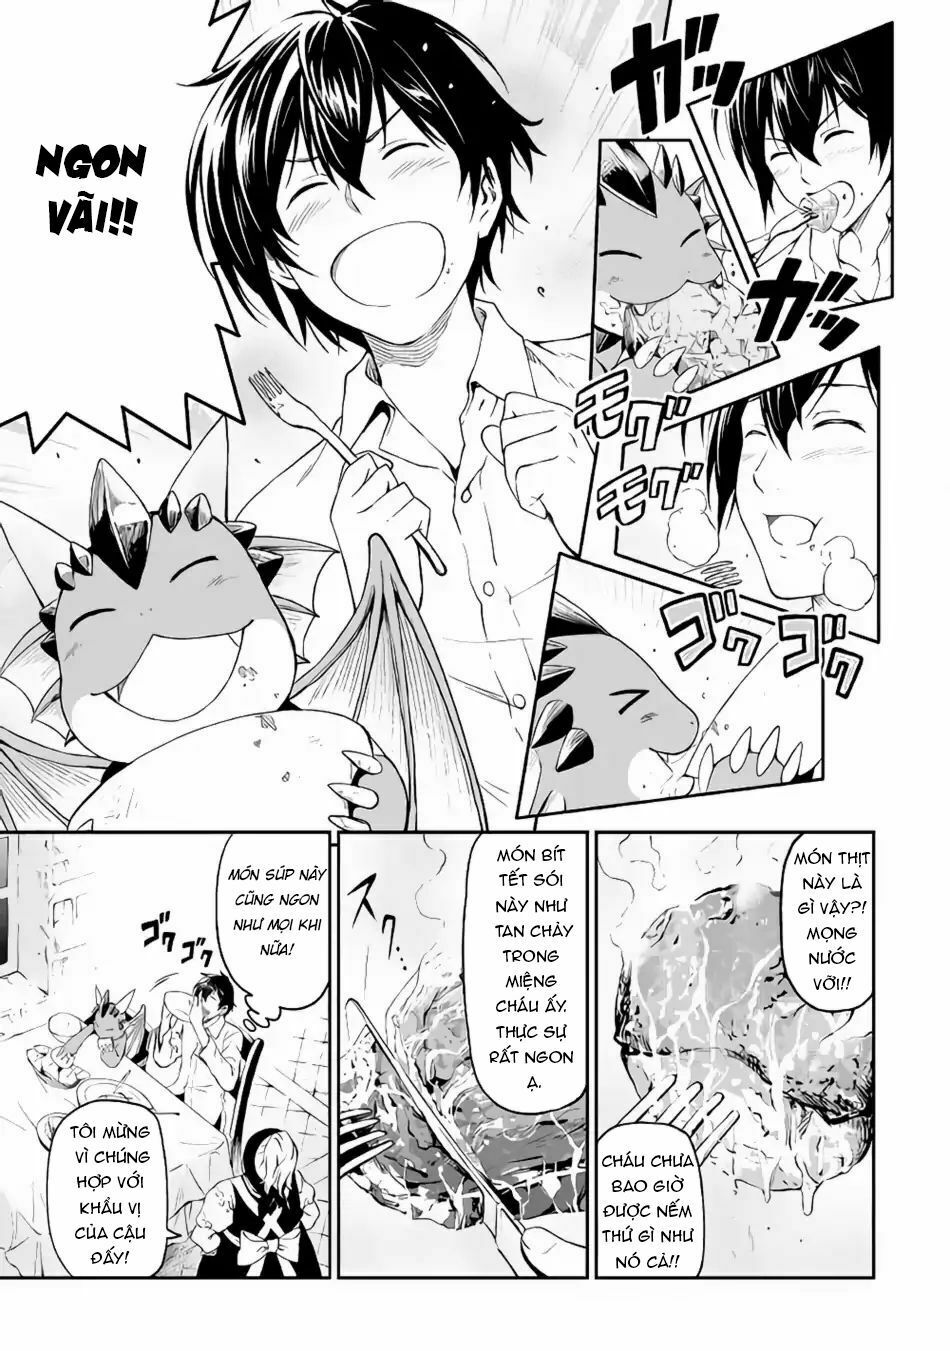 ガッ
ガッ
モグ
モグ
ゴク
ゴク
NGON
VÃI!!
MÓN THỊT
NÀY LÀ
GÌ VẬY?!
MỌNG
NƯỚC
VỠI!!
CHÁU CHƯA
BAO GIỜ
ĐƯỢC NẾM
THỨ GÌ NHƯ
NÓ CẢ!!
MÓN BÍT
TẾT SÓI
NÀY NHƯ
TAN CHẢY
TRONG
MIỆNG
CHÁU ẤY.
THỰC SỰ
RẤT NGON
Ạ.
ス…
MÓN SÚP NÀY
CŨNG NGON
NHƯ MỌI KHI
NỮA!
ゴク
ゴク
TÔI MỪNG
VÌ CHÚNG
HỢP VỚI
KHẨU VỊ
CỦA CẬU
ĐẤY!